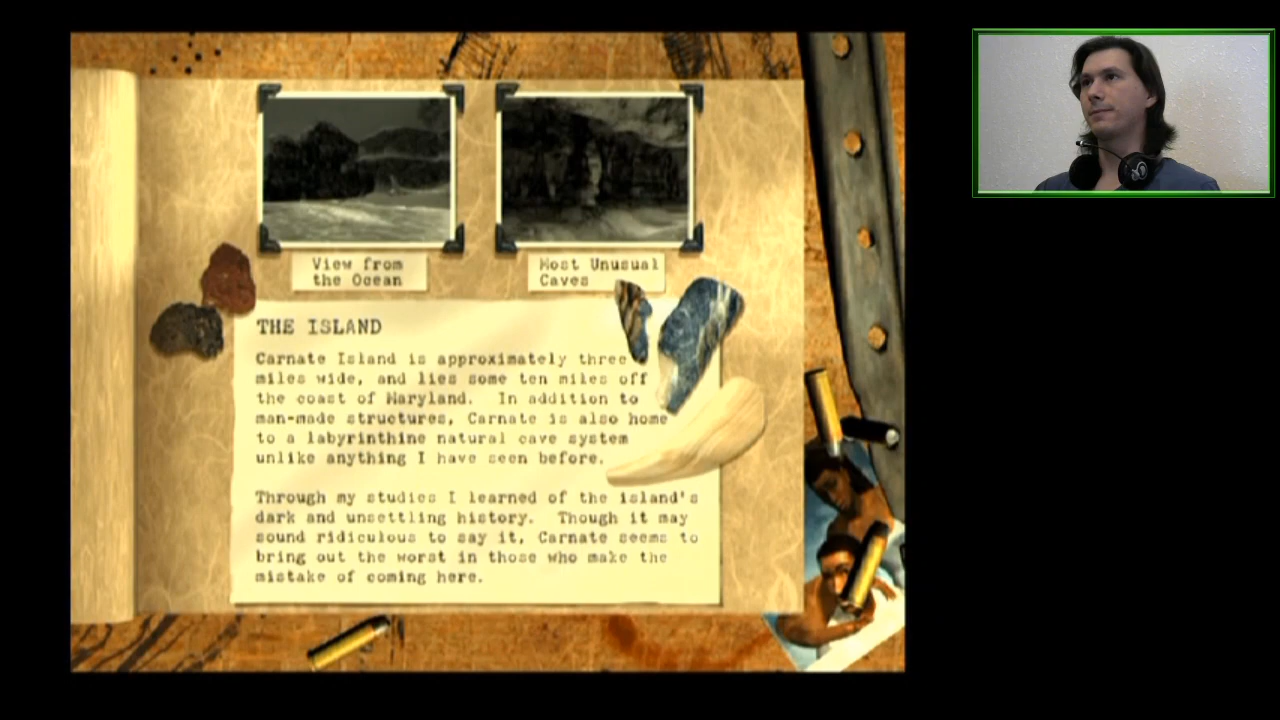 View from
the Ocean
Most Unusual
Caves
THE ISLAND
Carnate Island is approximately three
miles wide, and lies some ten miles off
the coast of Maryland. In addition to
man-made structures, Carnate is also home
to a labyrinthine natural cave system
unlike anything I have seen before.
Through my studies I learned of the island's
dark and unsettling history. Though it may
sound ridiculous to say it, Carnate seems to
bring out the worst in those who make the
mistake of coming here.